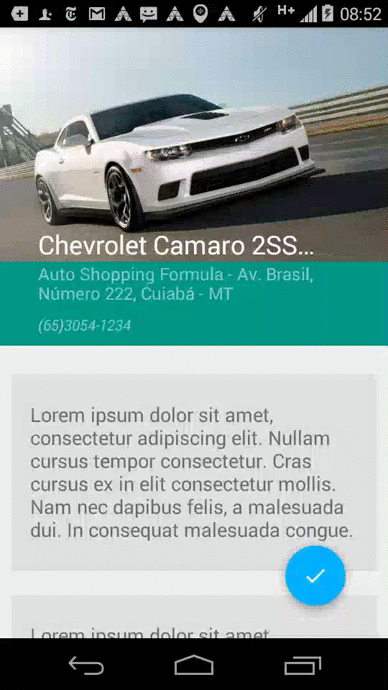 H+ 08:52
Chevrolet Camaro 2SS...
Auto Shopping Formula - Av. Brasil,
Número 222, Cuiabá - MT
(65)3054-1234
Lorem ipsum dolor sit amet,
consectetur adipiscing elit. Nullam
cursus tempor consectetur. Cras
cursus ex in elit consectetur mollis.
Nam nec dapibus felis, a malesuada
dui. In consequat malesuada congue.
Lorem ipsum dolor sit amet